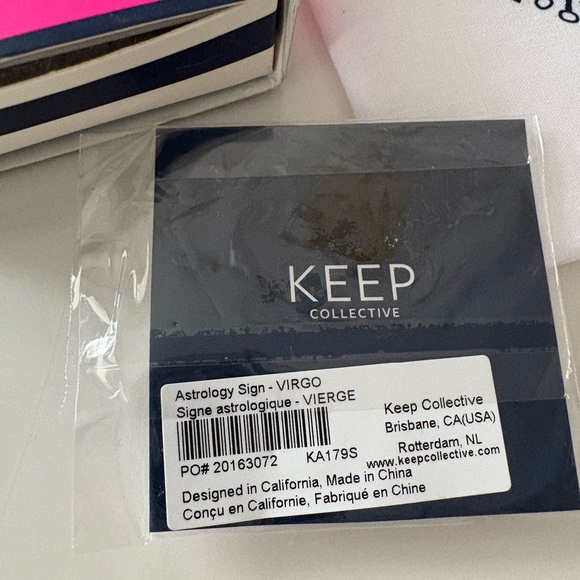 KEEP
COLLECTIVE
Astrology Sign - VIRGO
Signe astrologique - VIERGE
PO# 20163072 KA179S
Keep Collective
Brisbane, CA(USA)
Rotterdam, NL
www.keepcollective.com
Designed in California, Made in China
Conçu en Californie, Fabriqué en Chine